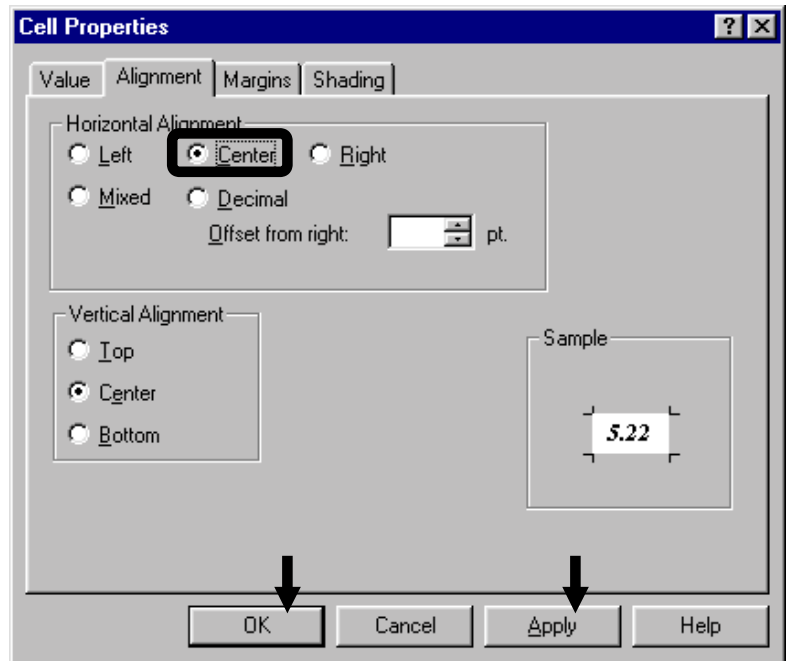 Cell Properties
Value Alignment Margins Shading
Horizontal Alignment
Left Center Right
Mixed Decimal
Offset from right: pt.
Vertical Alignment
Top
Center
Bottom
Sample
5.22
OK Cancel Apply Help